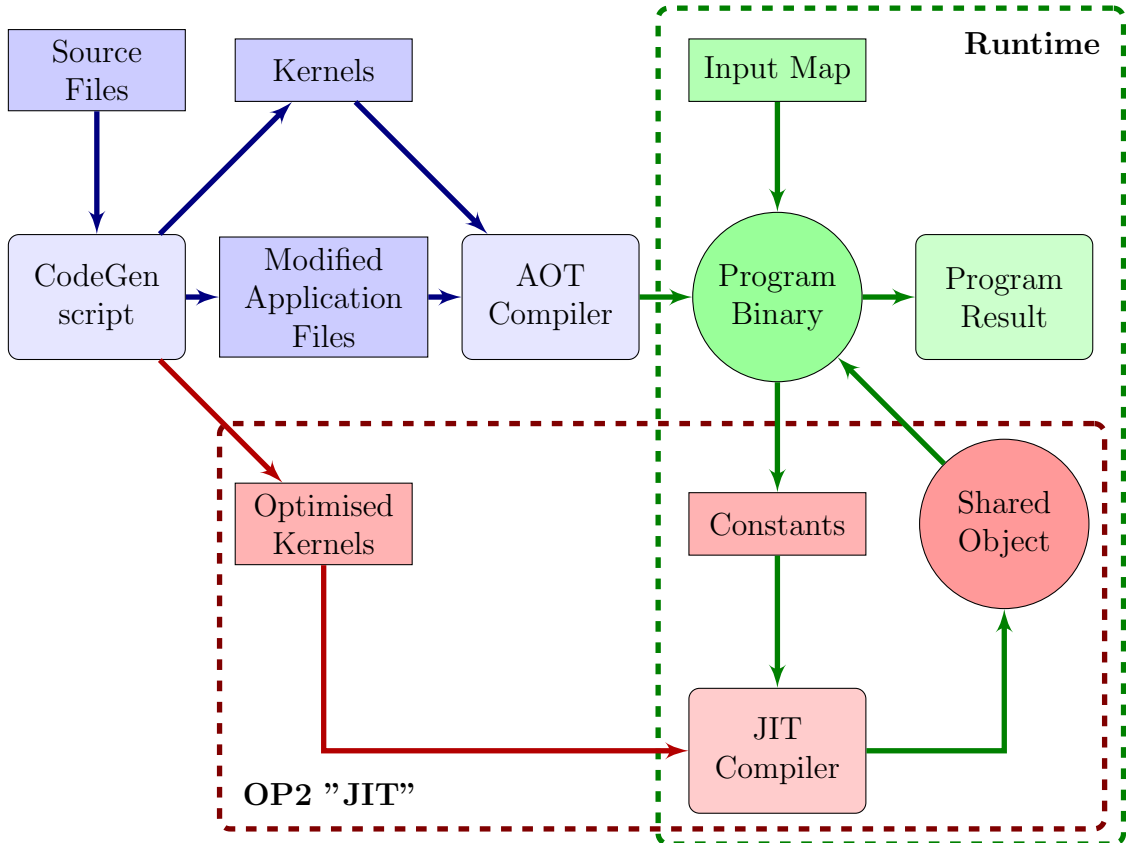 Source
Files
Kernels
Input Map
Runtime
CodeGen
script
Modified
Application
Files
AOT
Compiler
Program
Binary
Program
Result
Optimised
Kernels
Constants
Shared
Object
JIT
Compiler
OP2 ”JIT”